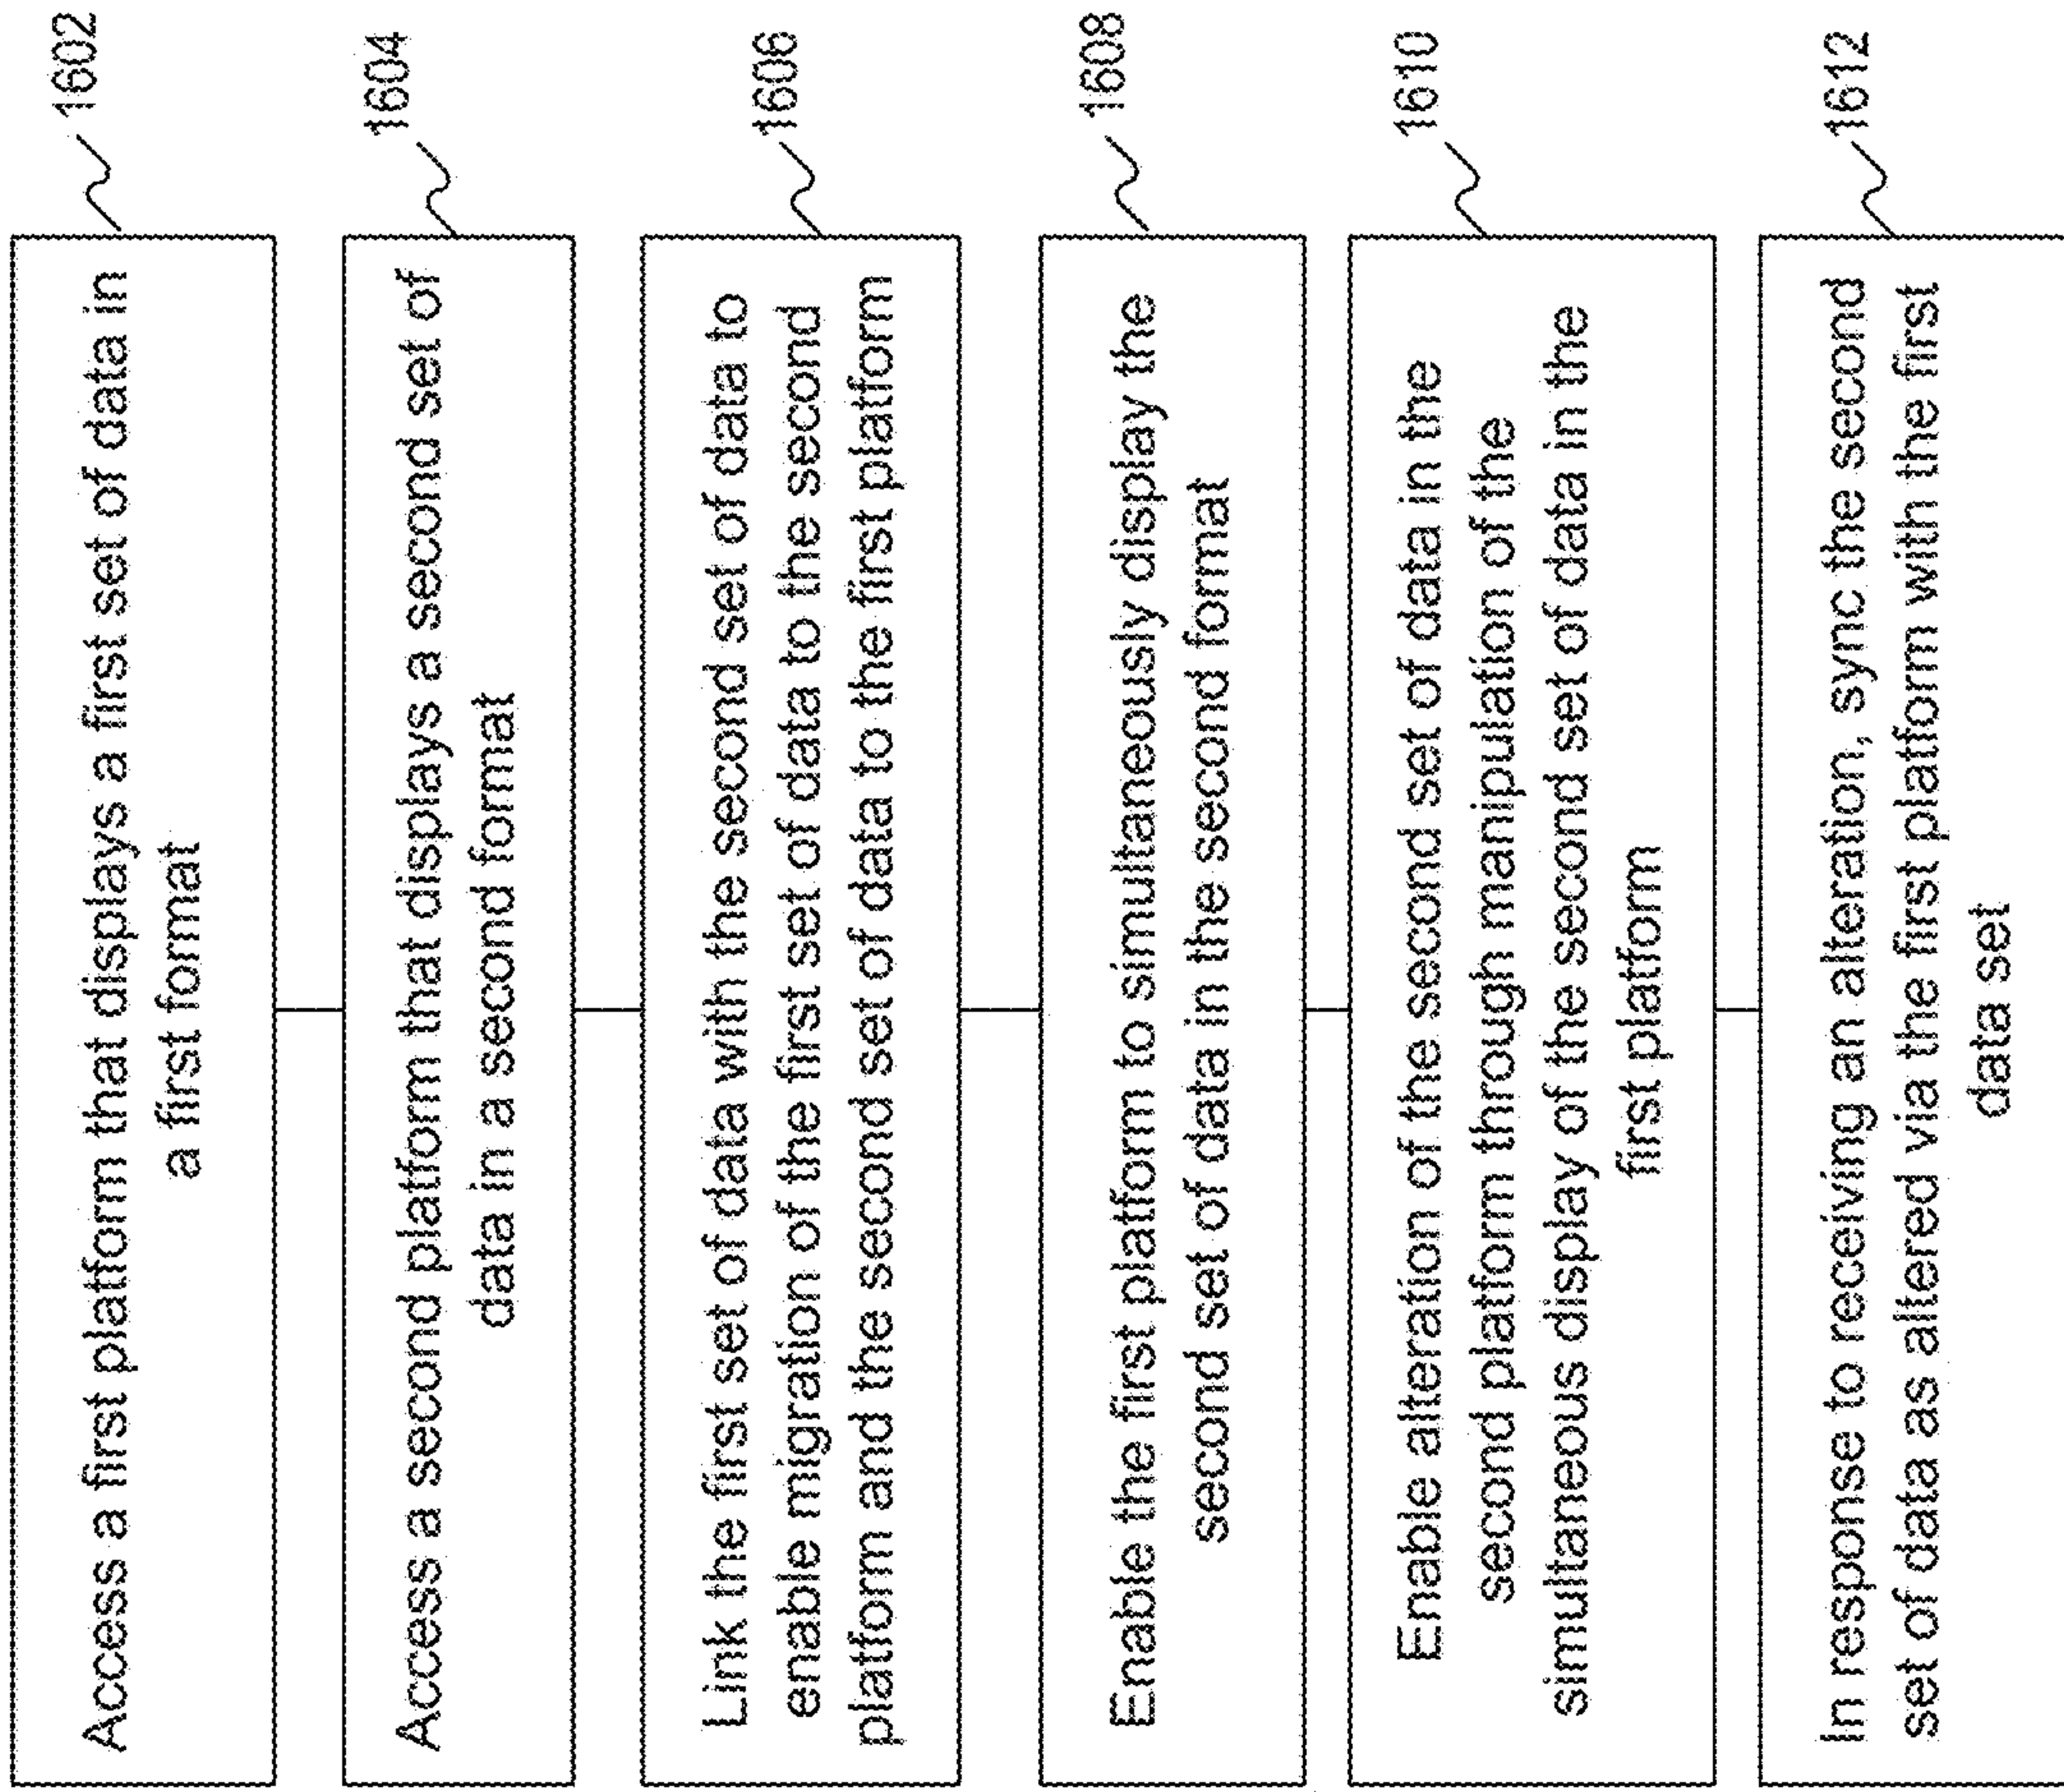 Access a first platform that displays a first set of data in
a first format
1602
Access a second platform that displays a second set of
data in a second format
1604
Link the first set of data with the second set of data to
enable migration of the first set of data to the second
platform and the second set of data to the first platform
1606
Enable the first platform to simultaneously display the
second set of data in the second format
1608
Enable alteration of the second set of data in the
second platform through manipulation of the
simultaneous display of the second set of data in the
first platform
1610
In response to receiving an alteration, sync the second
set of data as altered via the first platform with the first
data set
1612